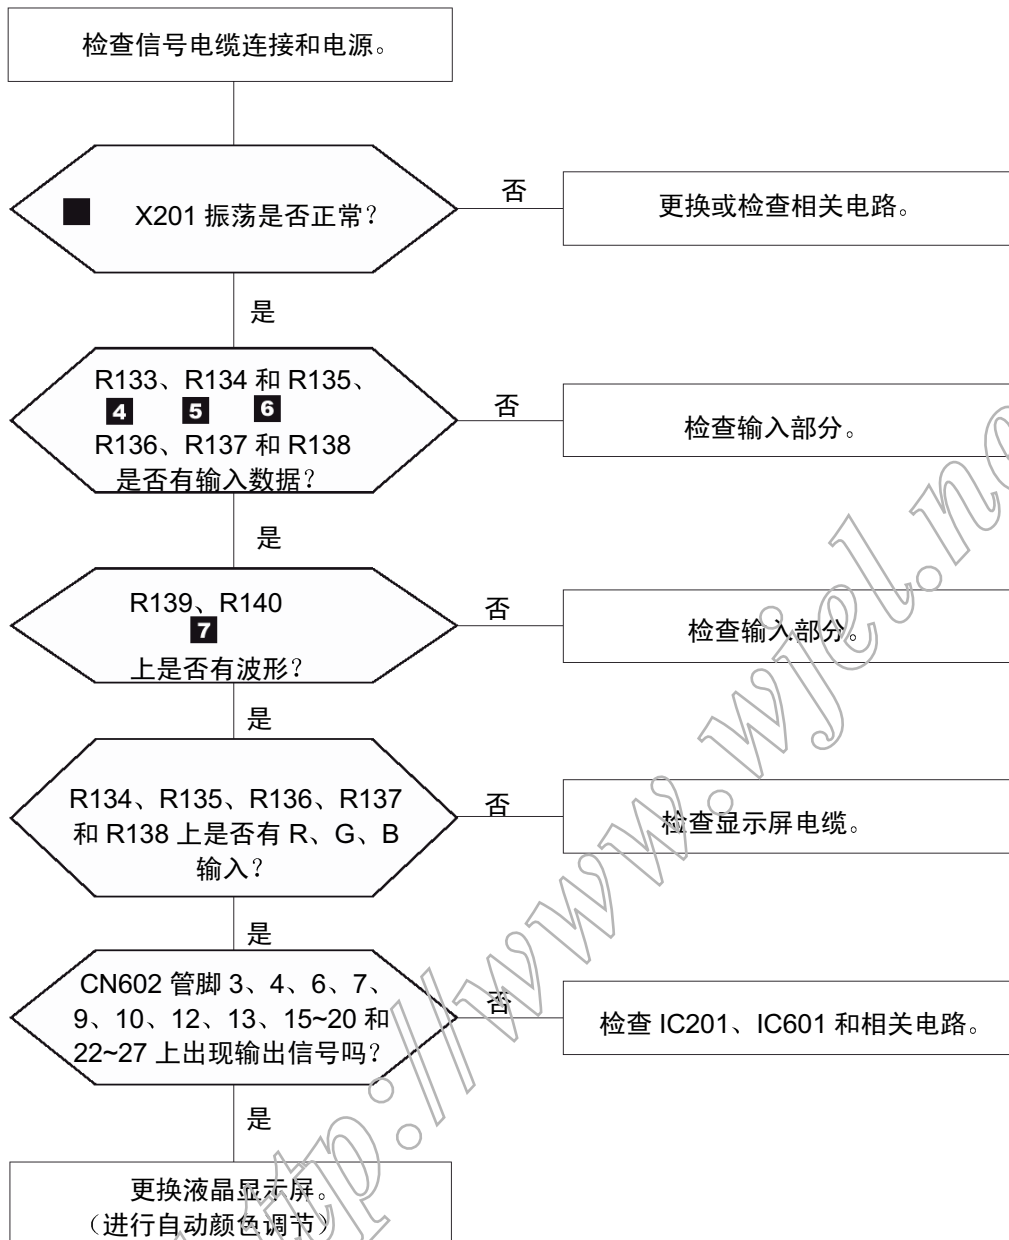 检查信号电缆连接和电源。
X201 振荡是否正常？
否
更换或检查相关电路。
是
R133、R134 和 R135、
4 5 6
R136、R137 和 R138
是否有输入数据？
否
检查输入部分。
是
R139、R140
7
上是否有波形？
否
检查输入部分。
是
R134、R135、R136、R137
和 R138 上是否有 R、G、B
输入？
否
检查显示屏电缆。
是
CN602 管脚 3、4、6、7、
9、10、12、13、15~20 和
22~27 上出现输出信号吗？
否
检查 IC201、IC601 和相关电路。
是
更换液晶显示屏。
（进行自动颜色调节）
ttp://www.wjel.ne